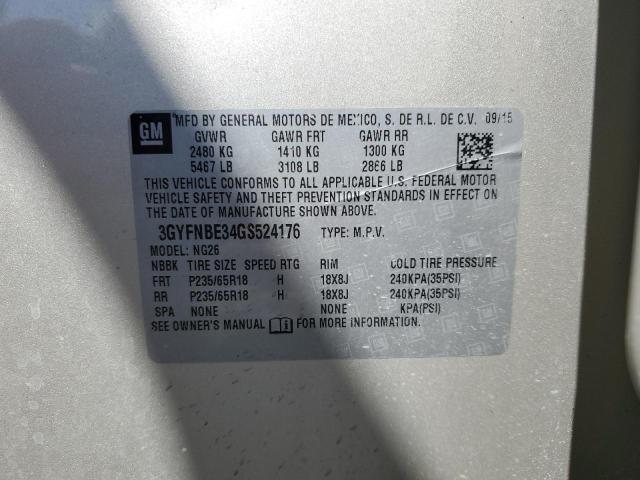 GM
MFD BY GENERAL MOTORS DE MEXICO, S. DE R.L. DE C.V. 09/15
GVWR GAWR FRT GAWR RR
2480 KG 1410 KG 1300 KG
5467 LB 3108 LB 2866 LB
THIS VEHICLE CONFORMS TO ALL APPLICABLE U.S. FEDERAL MOTOR
VEHICLE SAFETY AND THEFT PREVENTION STANDARDS IN EFFECT ON
THE DATE OF MANUFACTURE SHOWN ABOVE.
3GYFNBE34GS524176 TYPE: M.P.V.
MODEL: NG26
NBBK TIRE SIZE SPEED RTG RIM COLD TIRE PRESSURE
FRT P235/65R18 H 18X8J 240KPA(35PSI)
RR P235/65R18 H 18X8J 240KPA(35PSI)
SPA NONE NONE KPA(PSI)
SEE OWNER'S MANUAL FOR MORE INFORMATION.